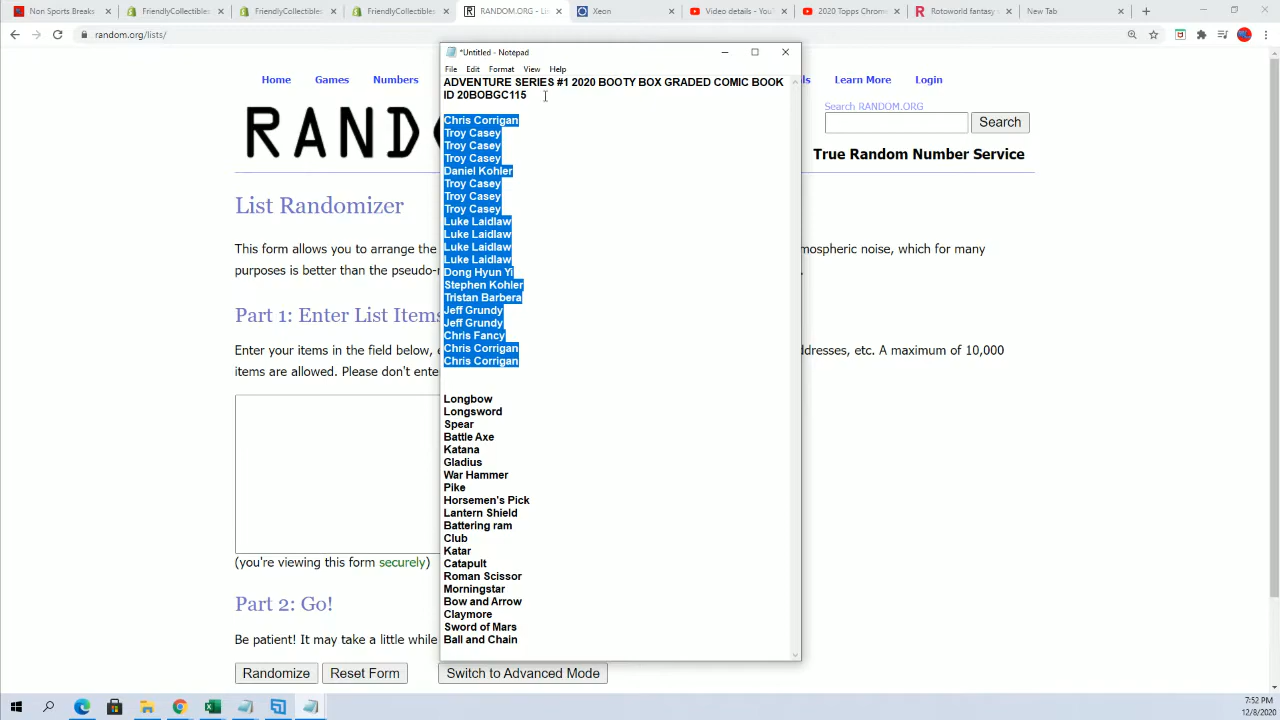 Non Sports Breaks
FriendlyCollectibles
FriendlyCollectibles
FriendlyCollectibles
RANDOM.ORG - Li
Xeon
Video details - YouT
2020 Topps Chrome
Rotoworld fantasy
New Tab
random.org/lists/
*Untitled - Notepad
File Edit Format View Help
ADVENTURE SERIES #1 2020 BOOTY BOX GRADED COMIC BOOK
ID 20BOBGC115
Chris Corrigan
Troy Casey
Troy Casey
Troy Casey
Daniel Kohler
Troy Casey
Troy Casey
Troy Casey
Luke Laidlaw
Luke Laidlaw
Luke Laidlaw
Luke Laidlaw
Dong Hyun Yi
Stephen Kohler
Tristan Barbera
Jeff Grundy
Jeff Grundy
Chris Fancy
Chris Corrigan
Chris Corrigan
Longbow
Longsword
Spear
Battle Axe
Katana
Gladius
War Hammer
Pike
Horsemen's Pick
Lantern Shield
Battering ram
Club
Katar
Catapult
Roman Scissor
Morningstar
Bow and Arrow
Claymore
Sword of Mars
Ball and Chain
Home Games Numbers
ls Learn More Login
Search RANDOM.ORG
Search
RAND
True Random Number Service
List Randomizer
This form allows you to arrange the
mospheric noise, which for many
purposes is better than the pseudo-r
Part 1: Enter List Items
Enter your items in the field below,
ddresses, etc. A maximum of 10,000
items are allowed. Please don't ente
(you're viewing this form securely)
Part 2: Go!
Be patient! It may take a little while
Randomize Reset Form Switch to Advanced Mode
7:52 PM
12/8/2020